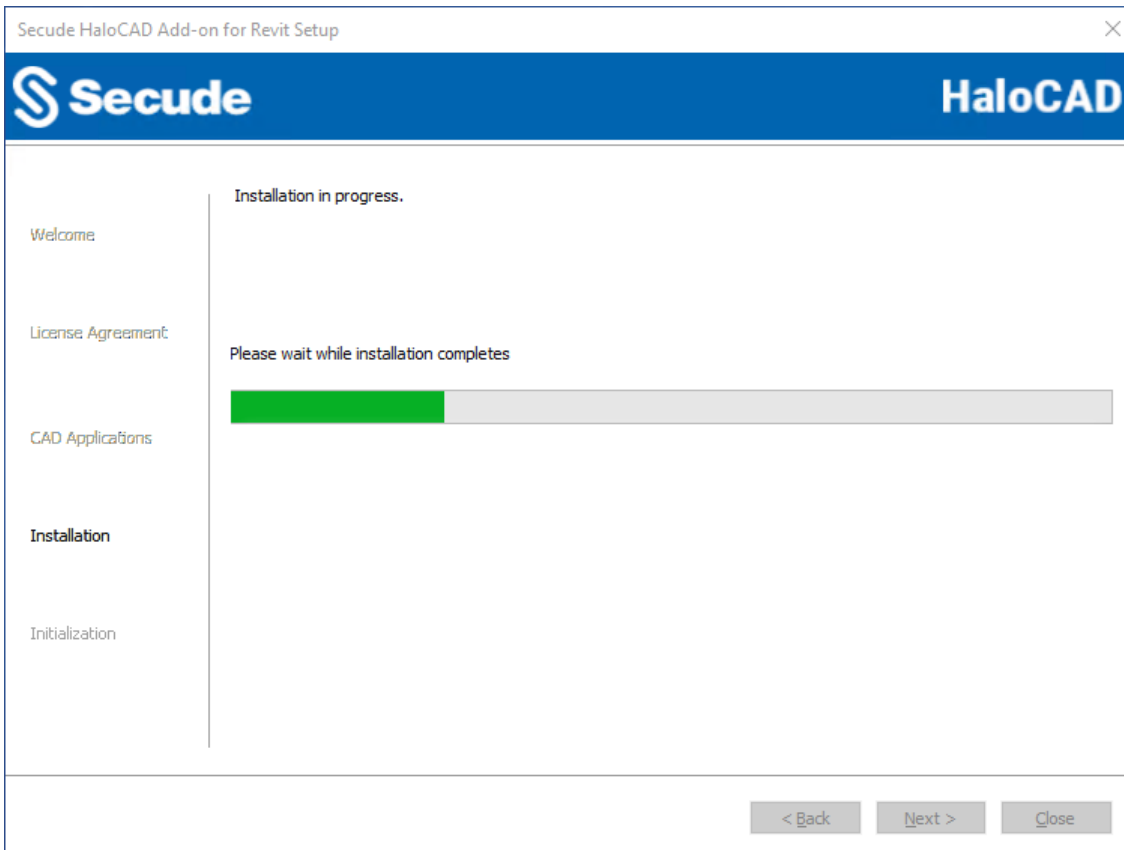 Secude HaloCAD Add-on for Revit Setup
Secude
HaloCAD
Installation in progress.
Welcome
License Agreement
Please wait while installation completes
CAD Applications
Installation
Initialization
< Back
Next >
Close